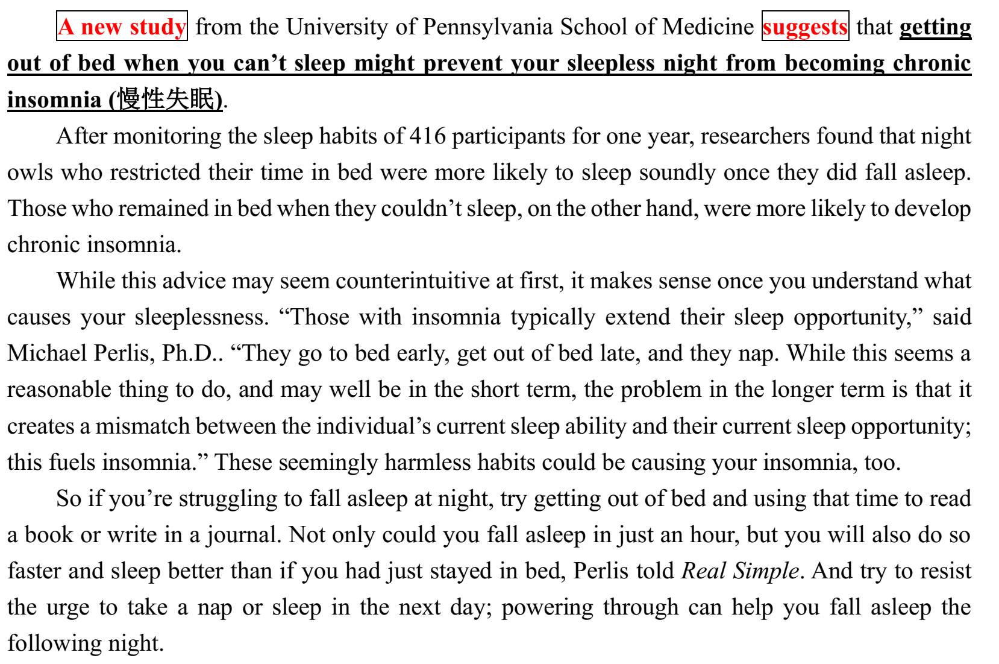 A new study from the University of Pennsylvania School of Medicine suggests that getting
out of bed when you can’t sleep might prevent your sleepless night from becoming chronic
insomnia (慢性失眠).
After monitoring the sleep habits of 416 participants for one year, researchers found that night
owls who restricted their time in bed were more likely to sleep soundly once they did fall asleep.
Those who remained in bed when they couldn’t sleep, on the other hand, were more likely to develop
chronic insomnia.
While this advice may seem counterintuitive at first, it makes sense once you understand what
causes your sleeplessness. “Those with insomnia typically extend their sleep opportunity,” said
Michael Perlis, Ph.D.. “They go to bed early, get out of bed late, and they nap. While this seems a
reasonable thing to do, and may well be in the short term, the problem in the longer term is that it
creates a mismatch between the individual’s current sleep ability and their current sleep opportunity;
this fuels insomnia.” These seemingly harmless habits could be causing your insomnia, too.
So if you’re struggling to fall asleep at night, try getting out of bed and using that time to read
a book or write in a journal. Not only could you fall asleep in just an hour, but you will also do so
faster and sleep better than if you had just stayed in bed, Perlis told Real Simple. And try to resist
the urge to take a nap or sleep in the next day; powering through can help you fall asleep the
following night.